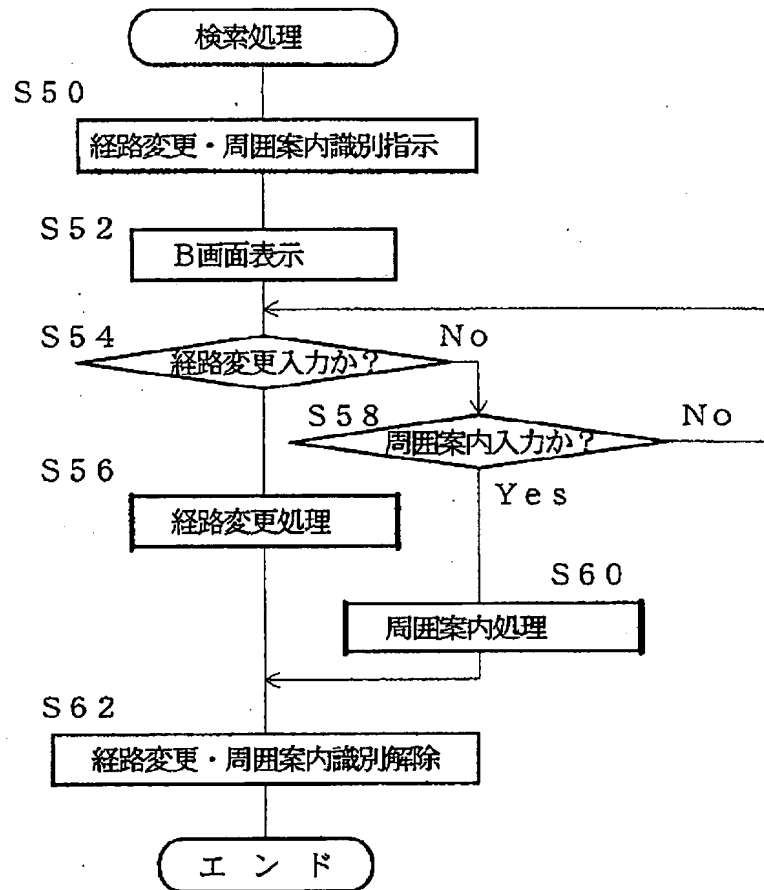 検索処理
S50
経路変更・周囲案内識別指示
S52
B画面表示
S54
経路変更入力か？
No
S58
周囲案内入力か？
No
S56
経路変更処理
Yes
S60
周囲案内処理
S62
経路変更・周囲案内識別解除
エンド